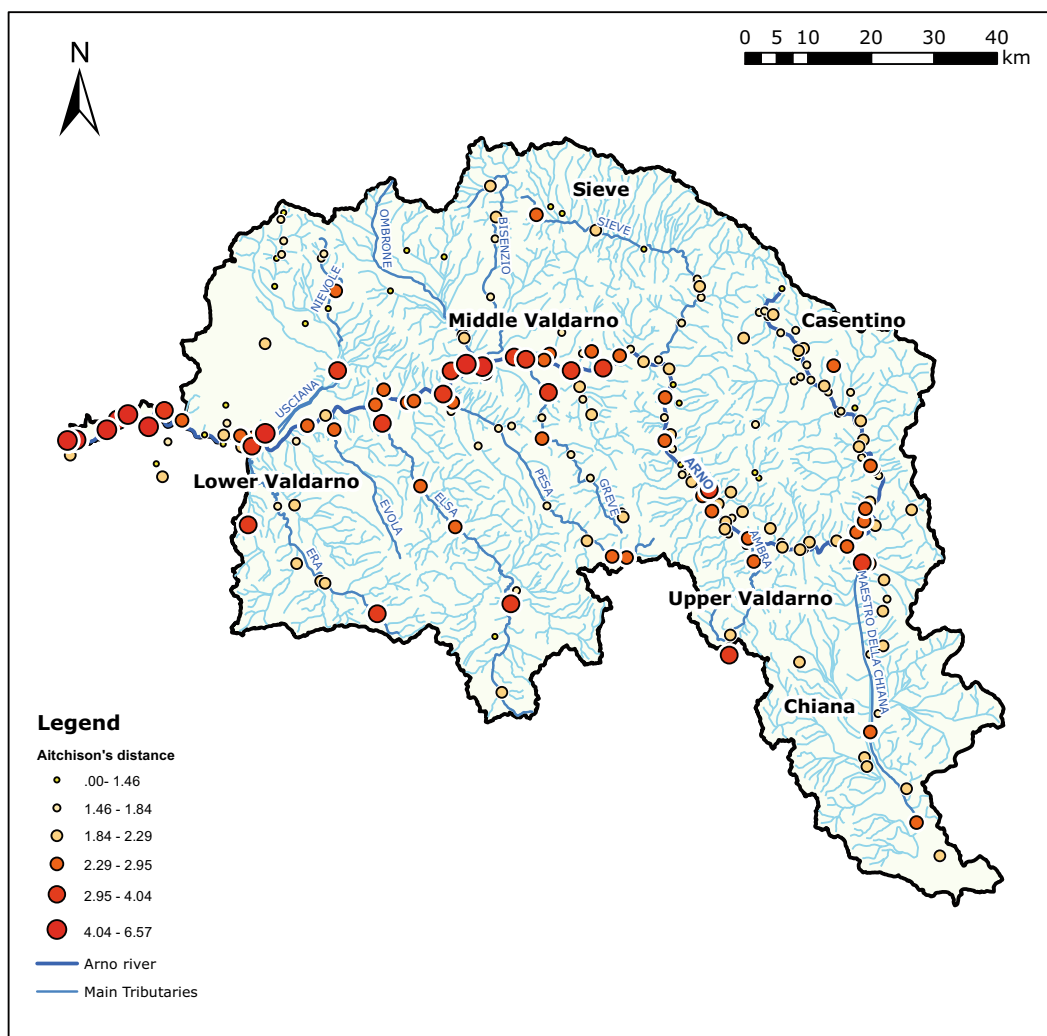 0 5 10 20 30 40
km
N
Sieve
SIEVE
OMBRONE
BISENZIO
NIEVOLE
Middle Valdarno
Casentino
USCIANA
Lower Valdarno
ARNO
PESA
GREVE
ELSA
EVOLA
ERA
AMBRA
Upper Valdarno
MAESTRO DELLA CHIANA
Chiana
Legend
Aitchison's distance
.00- 1.46
1.46 - 1.84
1.84 - 2.29
2.29 - 2.95
2.95 - 4.04
4.04 - 6.57
Arno river
Main Tributaries